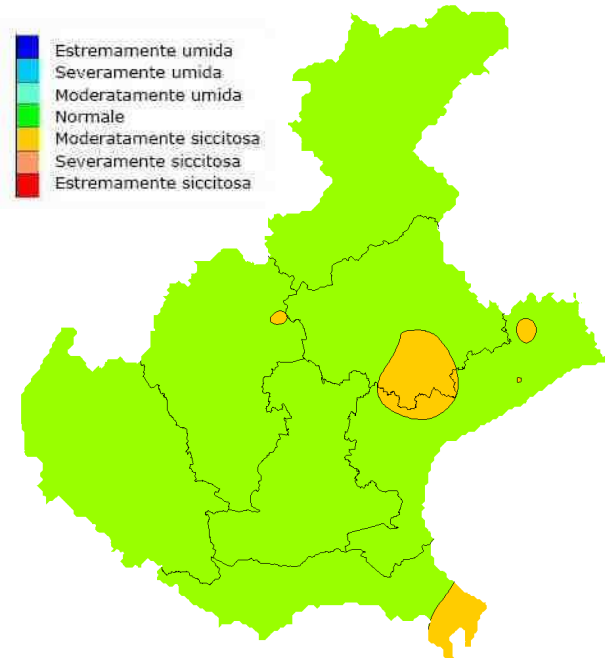 Estremamente umida
Severamente umida
Moderatamente umida
Normale
Moderatamente siccitosa
Severamente siccitosa
Estremamente siccitosa